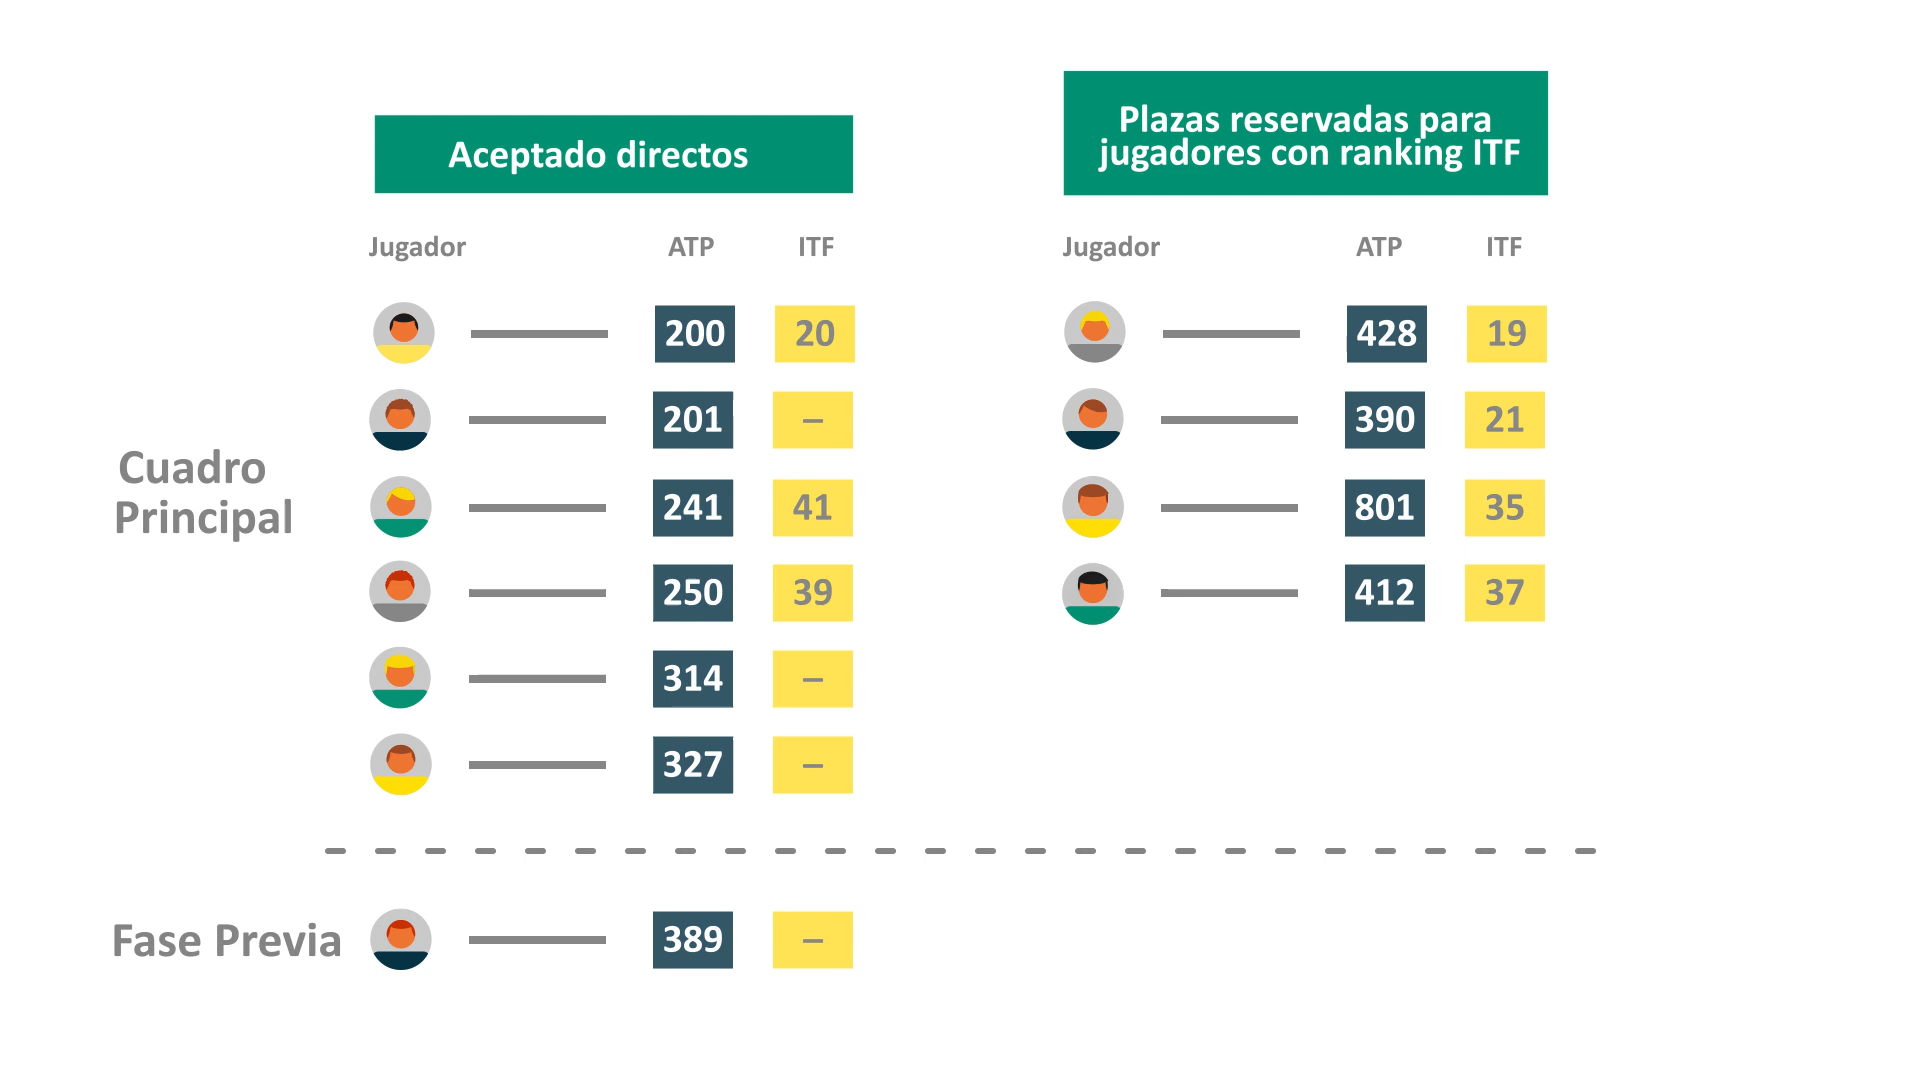 Aceptado directos
Jugador ATP ITF
200 20
201 –
Cuadro
Principal
241 41
250 39
314 –
327 –
Plazas reservadas para
jugadores con ranking ITF
Jugador ATP ITF
428 19
390 21
801 35
412 37
Fase Previa
389 –